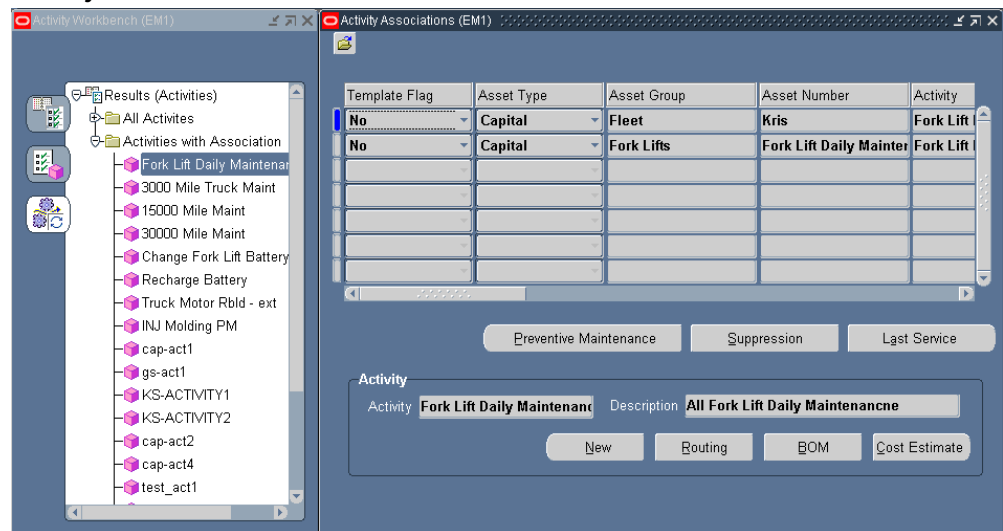 Activity Workbench (EM1)
Activity Associations (EM1)
Results (Activities)
All Activites
Activities with Association
Fork Lift Daily Maintenar
3000 Mile Truck Maint
15000 Mile Maint
30000 Mile Maint
Change Fork Lift Battery
Recharge Battery
Truck Motor Rbld - ext
INJ Molding PM
cap-act1
gs-act1
KS-ACTIVITY1
KS-ACTIVITY2
cap-act2
cap-act4
test_act1
Template Flag Asset Type Asset Group Asset Number Activity
No Capital Fleet Kris Fork Lift
No Capital Fork Lifts Fork Lift Daily Mainter Fork Lift
Preventive Maintenance Suppression Last Service
Activity
Activity Fork Lift Daily Maintenanc Description All Fork Lift Daily Maintenancne
New Routing BOM Cost Estimate